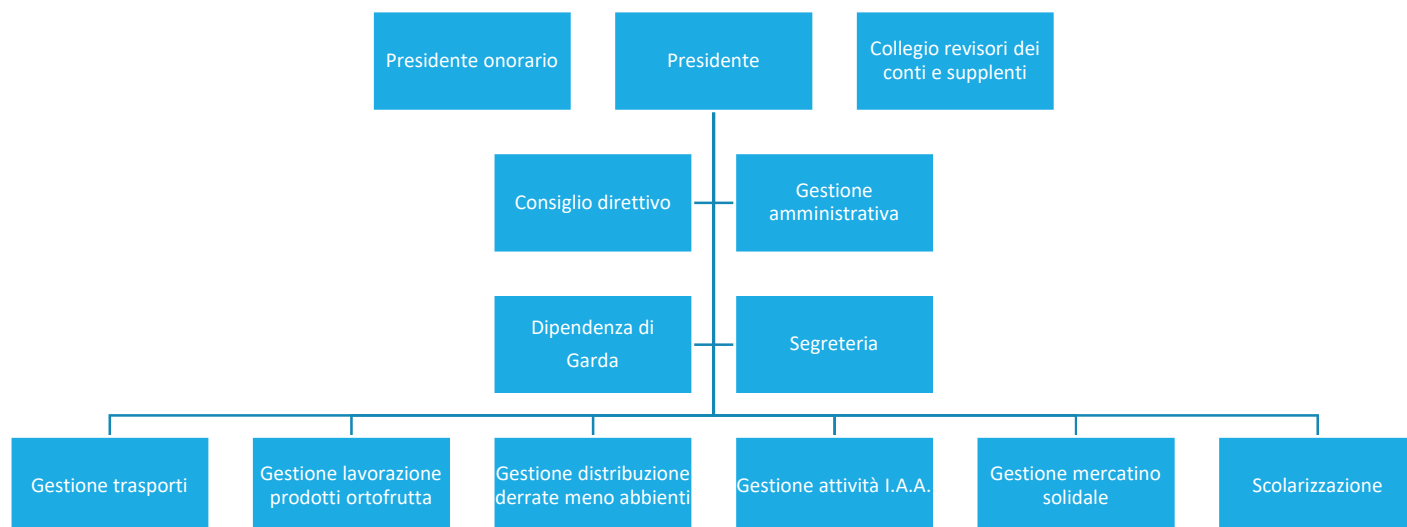 Presidente onorario
Presidente
Collegio revisori dei
conti e supplenti
Consiglio direttivo
Gestione
amministrativa
Dipendenza di
Garda
Segreteria
Gestione trasporti
Gestione lavorazione
prodotti ortofrutta
Gestione distribuzione
derrate meno abbienti
Gestione attività I.A.A.
Gestione mercatino
solidale
Scolarizzazione